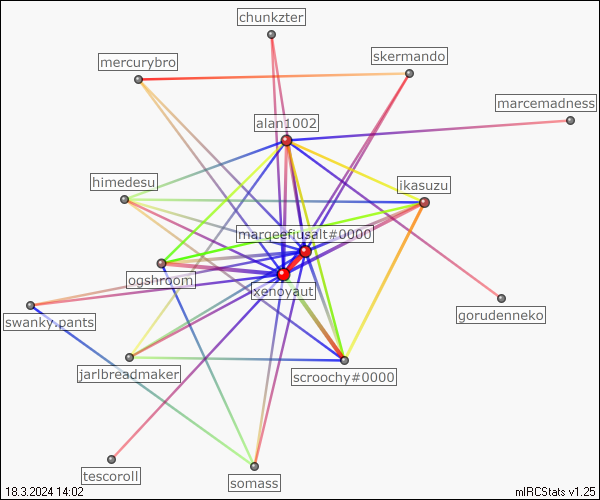 chunkzter
skermando
mercurybro
marcemadness
alan1002
himedesu
ikasuzu
margeefiusalt#0000
ogshroom
xenoyaut
swanky.pants
gorudenneko
jarlbreadmaker
scroochy#0000
tescoroll
somass
18.3.2024 14:02
mIRCStats v1.25